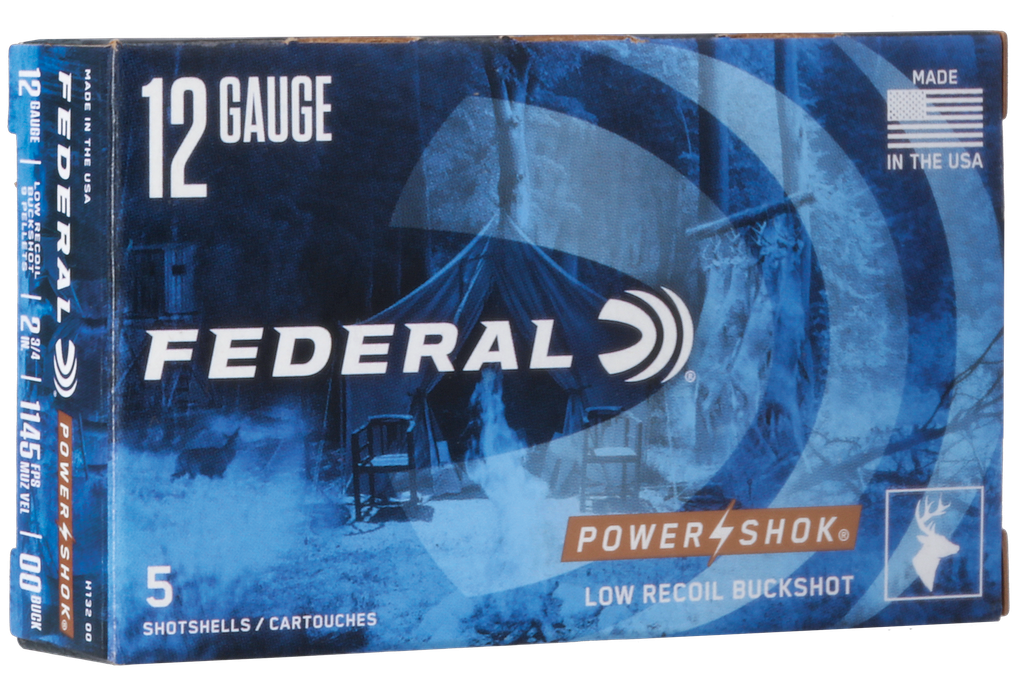 12 GAUGE
MADE
IN THE USA
FEDERAL®
POWER SHOK®
LOW RECOIL BUCKSHOT
5
SHOTSHELLS / CARTOUCHES
MADE IN THE USA
H132 00
FEDERAL
POWER SHOK®
12 GAUGE
LOW RECOIL
BUCKSHOT
9 PELLETS
2 3/4
IN.
1145 FPS
MUZ VEL
00 BUCK